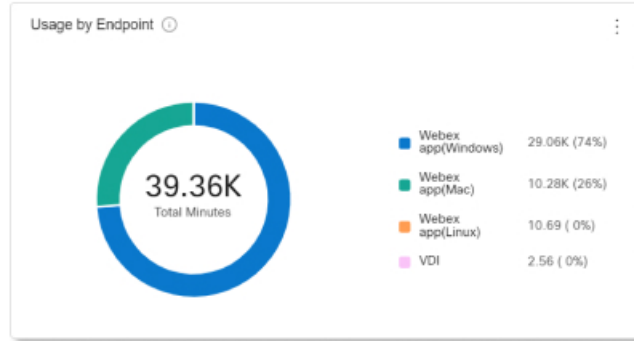 Usage by Endpoint
39.36K
Total Minutes
Webex
app(Windows) 29.06K (74%)
Webex
app(Mac) 10.28K (26%)
Webex
app(Linux) 10.69 ( 0%)
VDI 2.56 ( 0%)